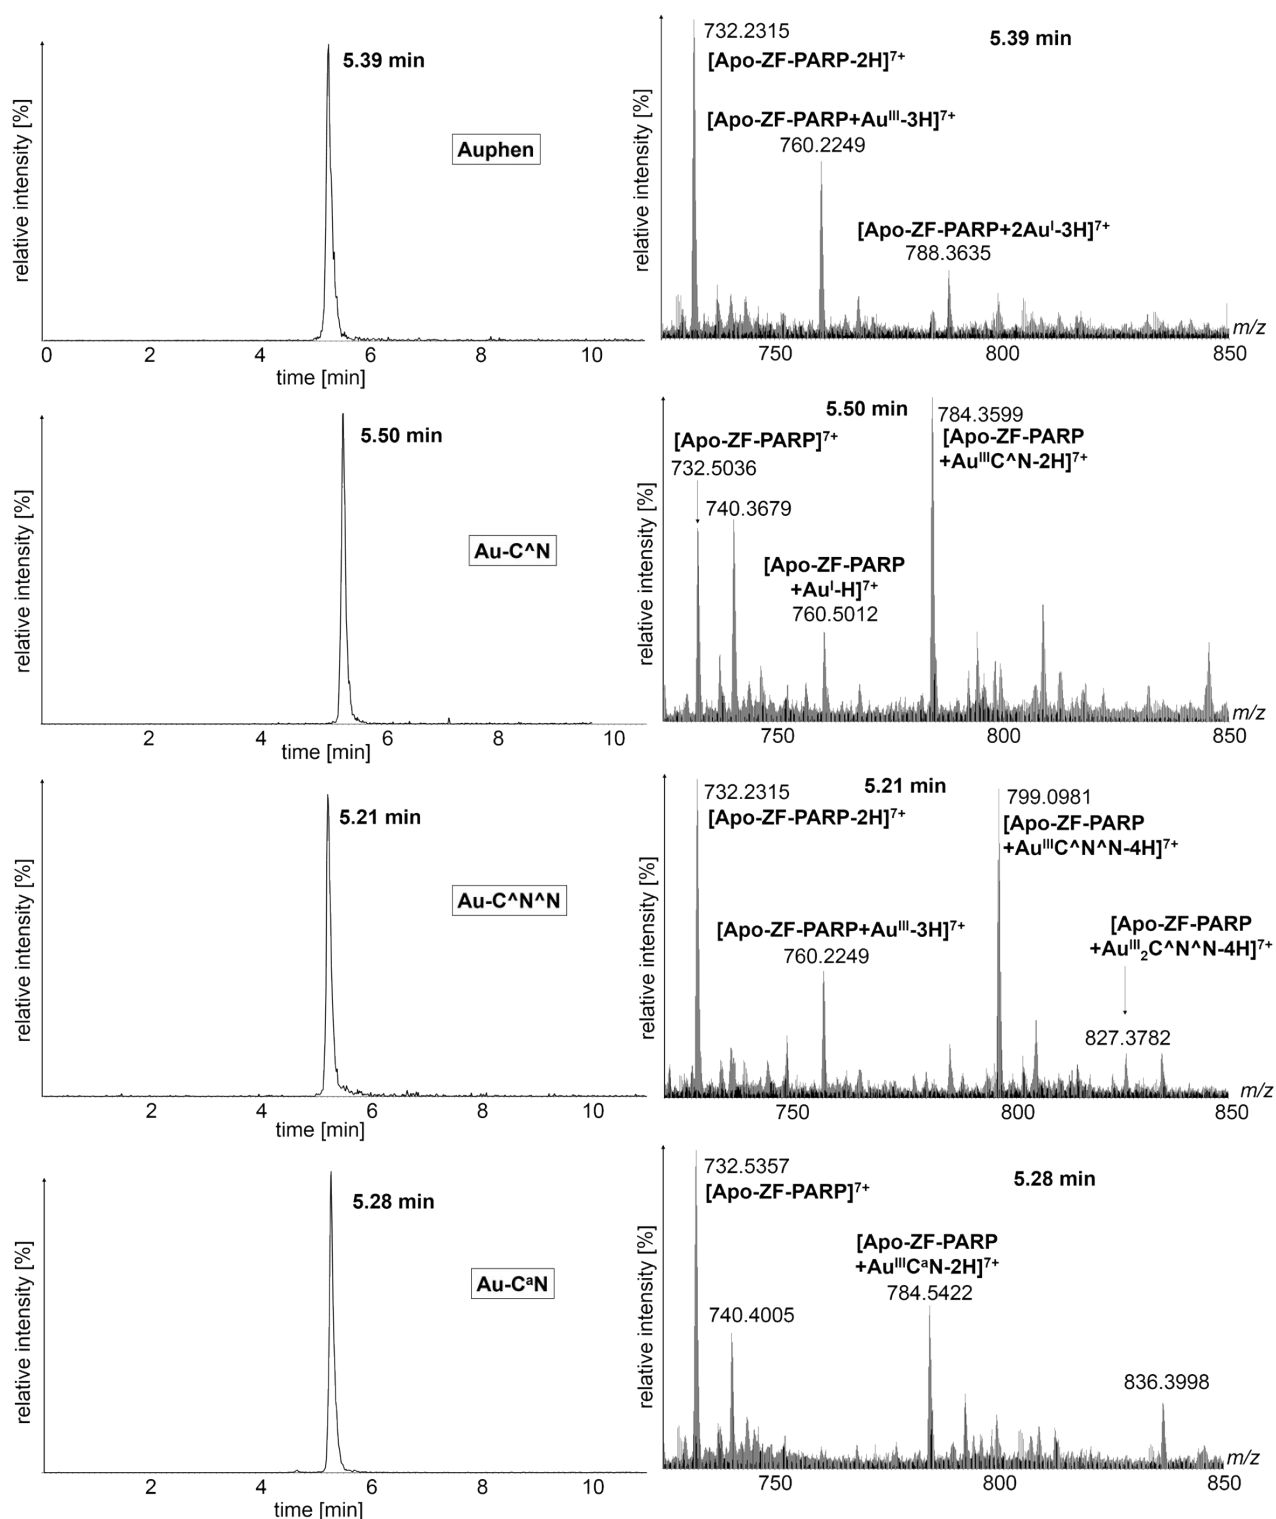 relative intensity [%]
5.39 min
Auphen
0 2 4 6 8 10
time [min]
relative intensity [%]
732.2315
5.39 min
[Apo-ZF-PARP-2H]7+
[Apo-ZF-PARP+AuIII-3H]7+
760.2249
[Apo-ZF-PARP+2AuI-3H]7+
788.3635
m/z
750 800 850
relative intensity [%]
5.50 min
Au-C^N
2 4 6 8 10
time [min]
relative intensity [%]
5.50 min
784.3599
[Apo-ZF-PARP
+AuIIIC^N-2H]7+
[Apo-ZF-PARP]7+
732.5036
740.3679
[Apo-ZF-PARP
+AuI-H]7+
760.5012
m/z
750 800 850
relative intensity [%]
5.21 min
Au-C^N^N
2 4 6 8 10
time [min]
relative intensity [%]
732.2315
5.21 min
[Apo-ZF-PARP-2H]7+
799.0981
[Apo-ZF-PARP
+AuIIIC^N^N-4H]7+
[Apo-ZF-PARP+AuIII-3H]7+
760.2249
[Apo-ZF-PARP
+AuIII2C^N^N-4H]7+
827.3782
m/z
750 800 850
relative intensity [%]
5.28 min
Au-CaN
2 4 6 8 10
time [min]
relative intensity [%]
732.5357
5.28 min
[Apo-ZF-PARP]7+
[Apo-ZF-PARP
+AuIIICaN-2H]7+
784.5422
740.4005
836.3998
m/z
750 800 850